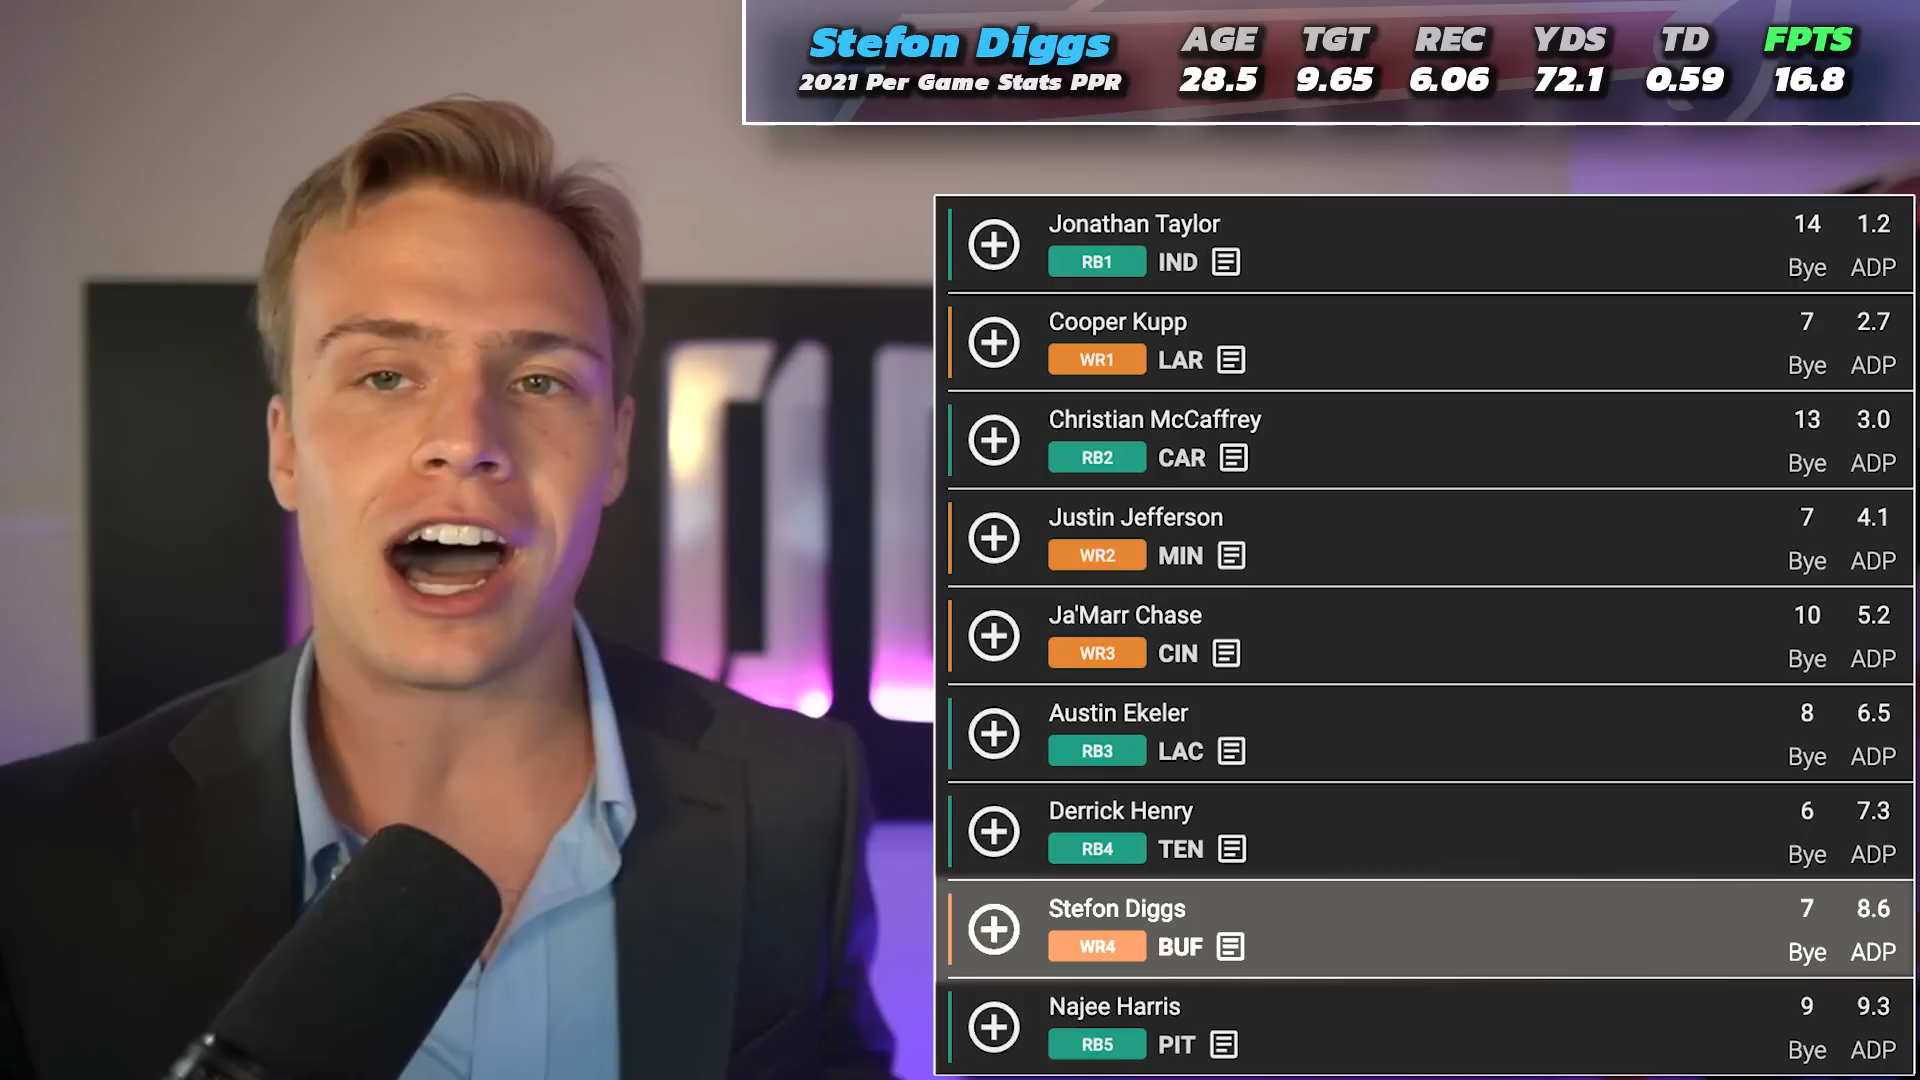 Stefon Diggs AGE TGT REC YDS TD FPTS
2021 Per Game Stats PPR 28.5 9.65 6.06 72.1 0.59 16.8
Jonathan Taylor 14 1.2
RB1 IND Bye ADP
Cooper Kupp 7 2.7
WR1 LAR Bye ADP
Christian McCaffrey 13 3.0
RB2 CAR Bye ADP
Justin Jefferson 7 4.1
WR2 MIN Bye ADP
Ja'Marr Chase 10 5.2
WR3 CIN Bye ADP
Austin Ekeler 8 6.5
RB3 LAC Bye ADP
Derrick Henry 6 7.3
RB4 TEN Bye ADP
Stefon Diggs 7 8.6
WR4 BUF Bye ADP
Najee Harris 9 9.3
RB5 PIT Bye ADP